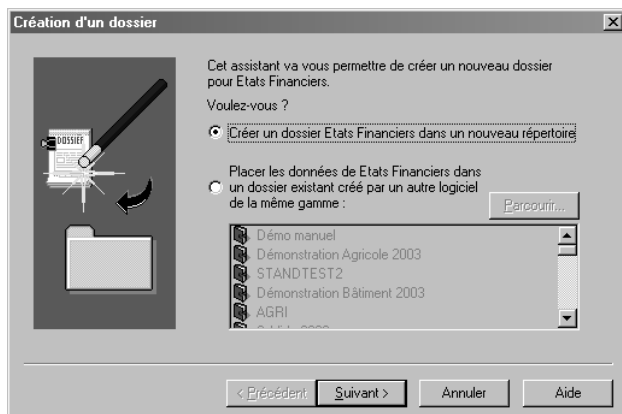 Création d'un dossier
Cet assistant va vous permettre de créer un nouveau dossier
pour Etats Financiers.
Voulez-vous ?
Créer un dossier Etats Financiers dans un nouveau répertoire
Placer les données de Etats Financiers dans
un dossier existant créé par un autre logiciel
de la même gamme :
Parcourir...
DOSSIER
Démo manuel
Démonstration Agricole 2003
STANDTEST2
Démonstration Bâtiment 2003
AGRI
< Précédent
Suivant >
Annuler
Aide